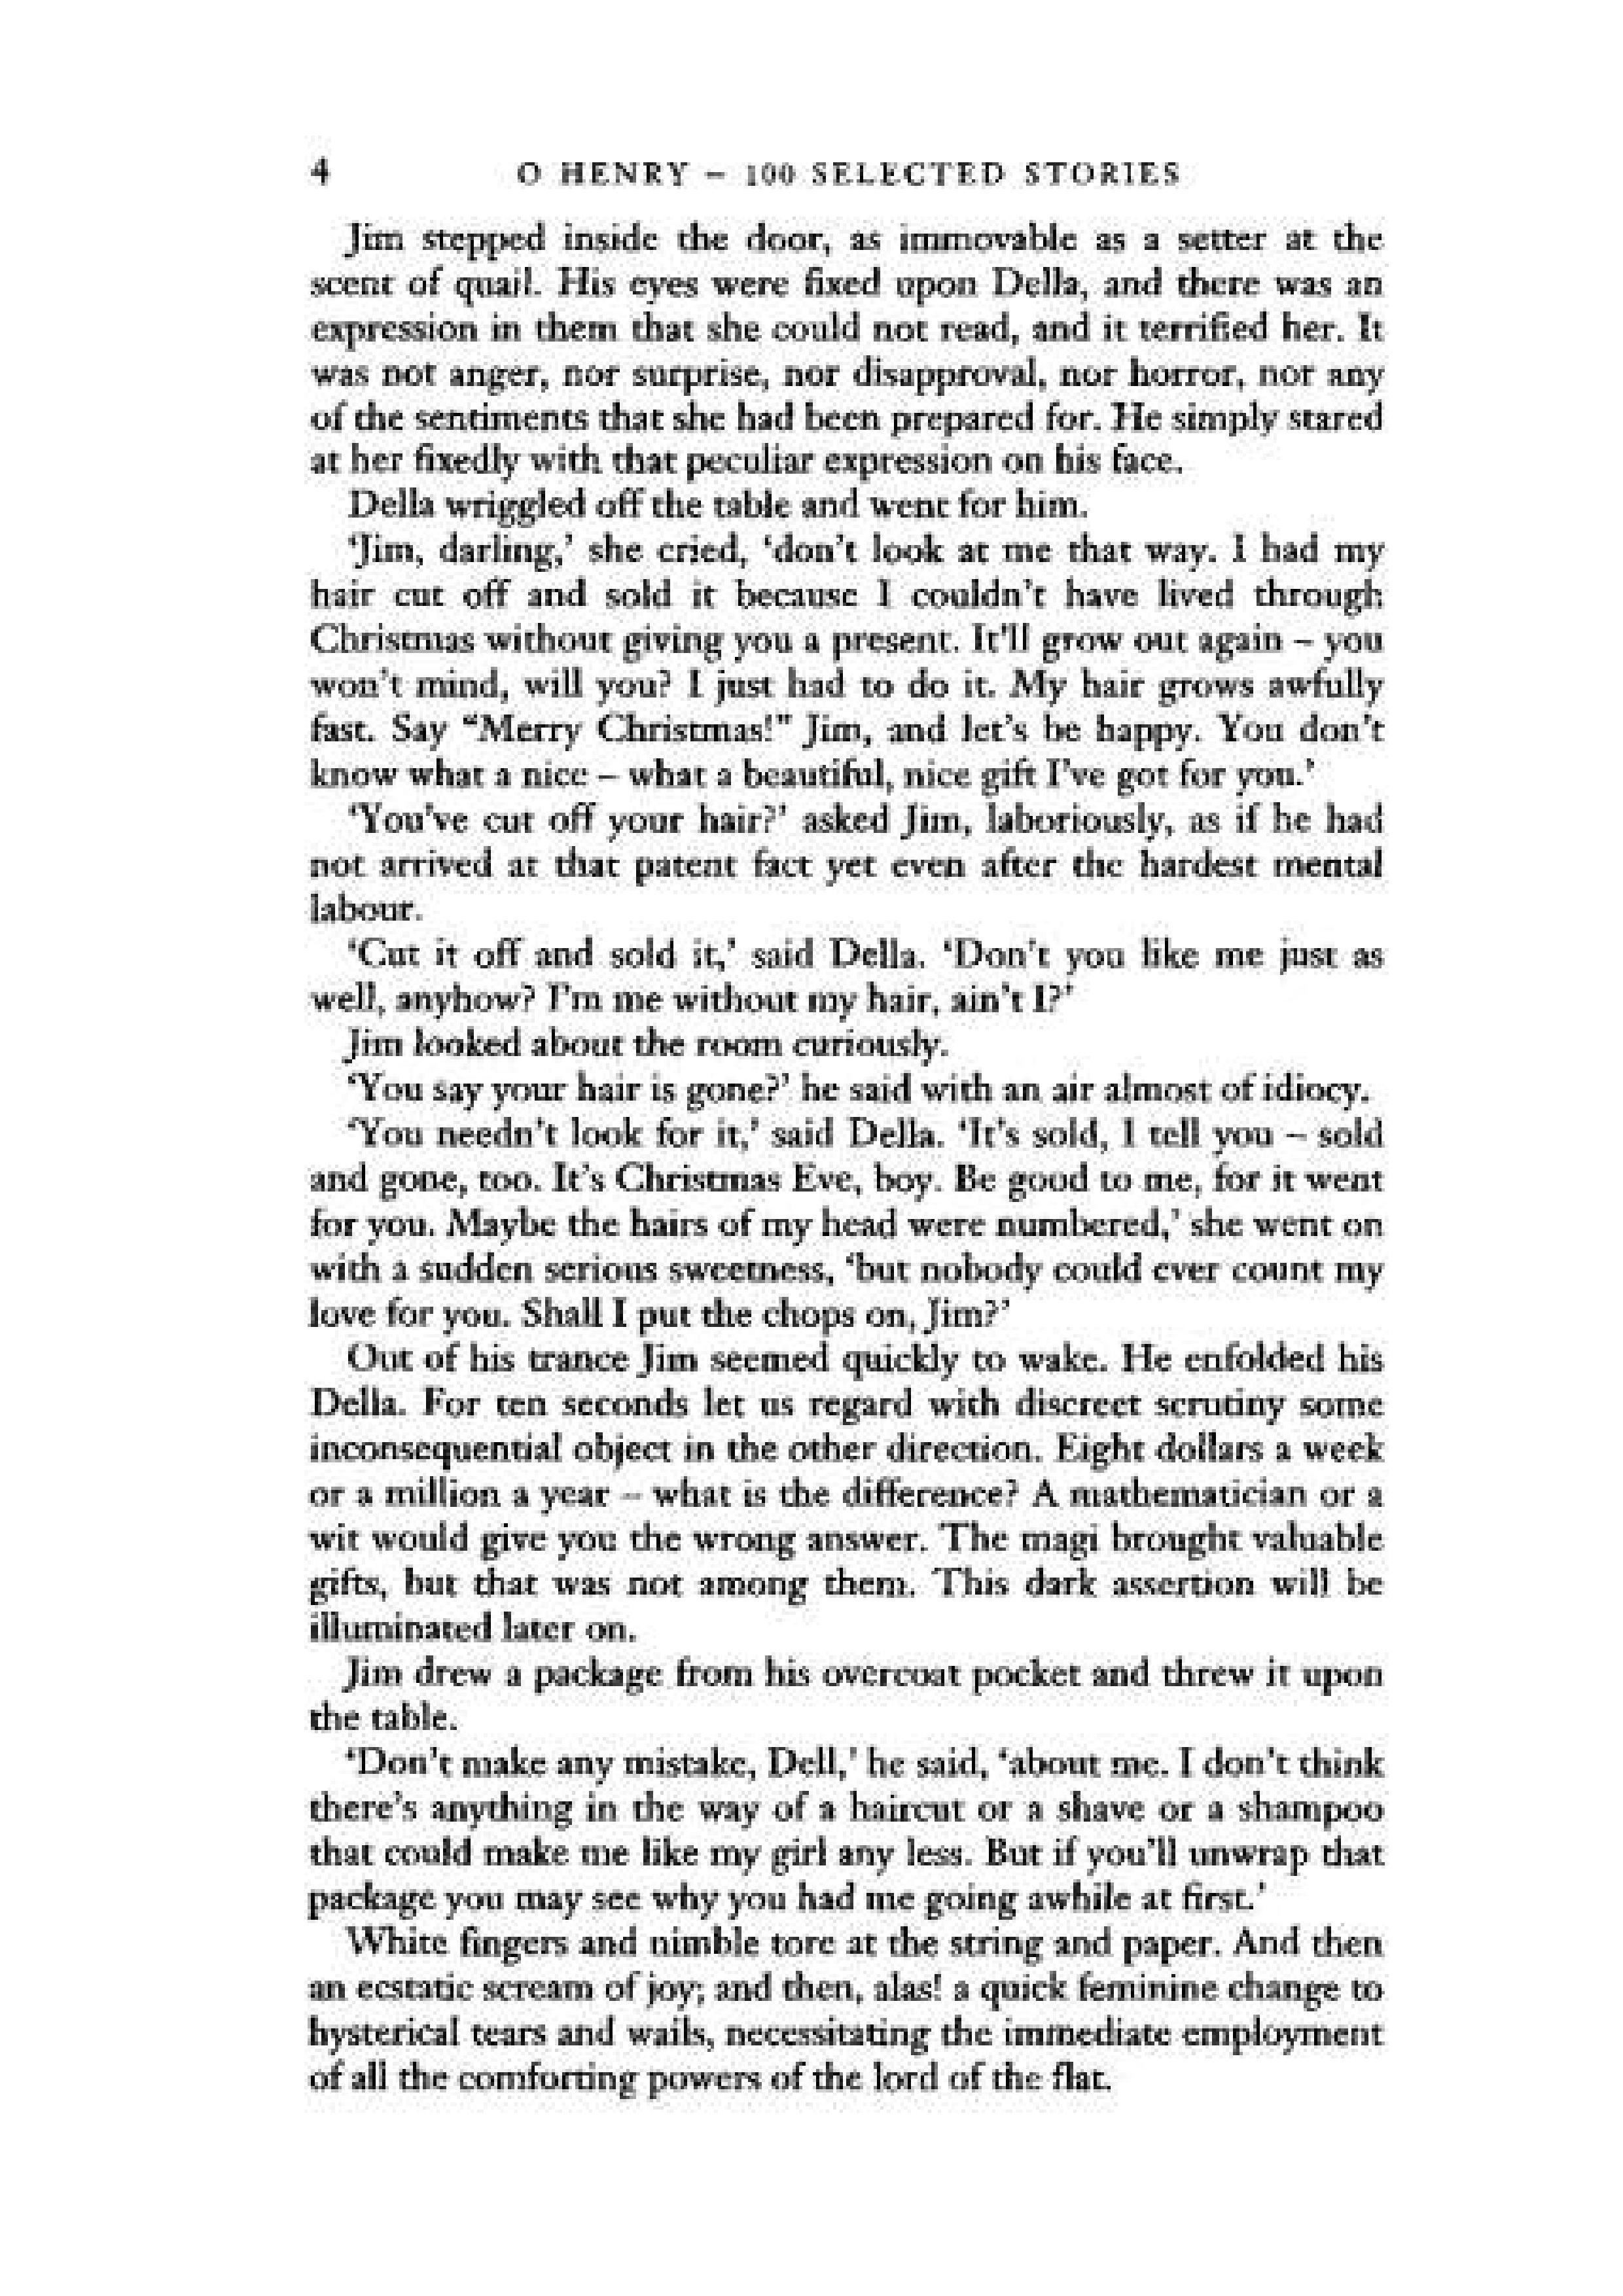 4 O HENRY – 100 SELECTED STORIES
Jim stepped inside the door, as immovable as a setter at the
scent of quail. His eyes were fixed upon Della, and there was an
expression in them that she could not read, and it terrified her. It
was not anger, nor surprise, nor disapproval, nor horror, nor any
of the sentiments that she had been prepared for. He simply stared
at her fixedly with that peculiar expression on his face.
Della wriggled off the table and went for him.
‘Jim, darling,’ she cried, ‘don’t look at me that way. I had my
hair cut off and sold it because I couldn’t have lived through
Christmas without giving you a present. It’ll grow out again – you
won’t mind, will you? I just had to do it. My hair grows awfully
fast. Say “Merry Christmas!” Jim, and let’s be happy. You don’t
know what a nice – what a beautiful, nice gift I’ve got for you.’
‘You’ve cut off your hair?’ asked Jim, laboriously, as if he had
not arrived at that patent fact yet even after the hardest mental
labour.
‘Cut it off and sold it,’ said Della. ‘Don’t you like me just as
well, anyhow? I’m me without my hair, ain’t I?’
Jim looked about the room curiously.
‘You say your hair is gone?’ he said with an air almost of idiocy.
‘You needn’t look for it,’ said Della. ‘It’s sold, I tell you – sold
and gone, too. It’s Christmas Eve, boy. Be good to me, for it went
for you. Maybe the hairs of my head were numbered,’ she went on
with a sudden serious sweetness, ‘but nobody could ever count my
love for you. Shall I put the chops on, Jim?’
Out of his trance Jim seemed quickly to wake. He enfolded his
Della. For ten seconds let us regard with discreet scrutiny some
inconsequential object in the other direction. Eight dollars a week
or a million a year – what is the difference? A mathematician or a
wit would give you the wrong answer. The magi brought valuable
gifts, but that was not among them. This dark assertion will be
illuminated later on.
Jim drew a package from his overcoat pocket and threw it upon
the table.
‘Don’t make any mistake, Dell,’ he said, ‘about me. I don’t think
there’s anything in the way of a haircut or a shave or a shampoo
that could make me like my girl any less. But if you’ll unwrap that
package you may see why you had me going awhile at first.’
White fingers and nimble tore at the string and paper. And then
an ecstatic scream of joy; and then, alas! a quick feminine change to
hysterical tears and wails, necessitating the immediate employment
of all the comforting powers of the lord of the flat.